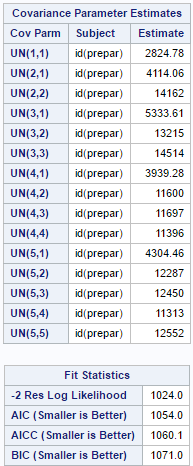 Covariance Parameter Estimates
Cov Parm Subject Estimate
UN(1,1) id(prepar) 2824.78
UN(2,1) id(prepar) 4114.06
UN(2,2) id(prepar) 14162
UN(3,1) id(prepar) 5333.61
UN(3,2) id(prepar) 13215
UN(3,3) id(prepar) 14514
UN(4,1) id(prepar) 3939.28
UN(4,2) id(prepar) 11600
UN(4,3) id(prepar) 11697
UN(4,4) id(prepar) 11396
UN(5,1) id(prepar) 4304.46
UN(5,2) id(prepar) 12287
UN(5,3) id(prepar) 12450
UN(5,4) id(prepar) 11313
UN(5,5) id(prepar) 12552
Fit Statistics
-2 Res Log Likelihood 1024.0
AIC (Smaller is Better) 1054.0
AICC (Smaller is Better) 1060.1
BIC (Smaller is Better) 1071.0